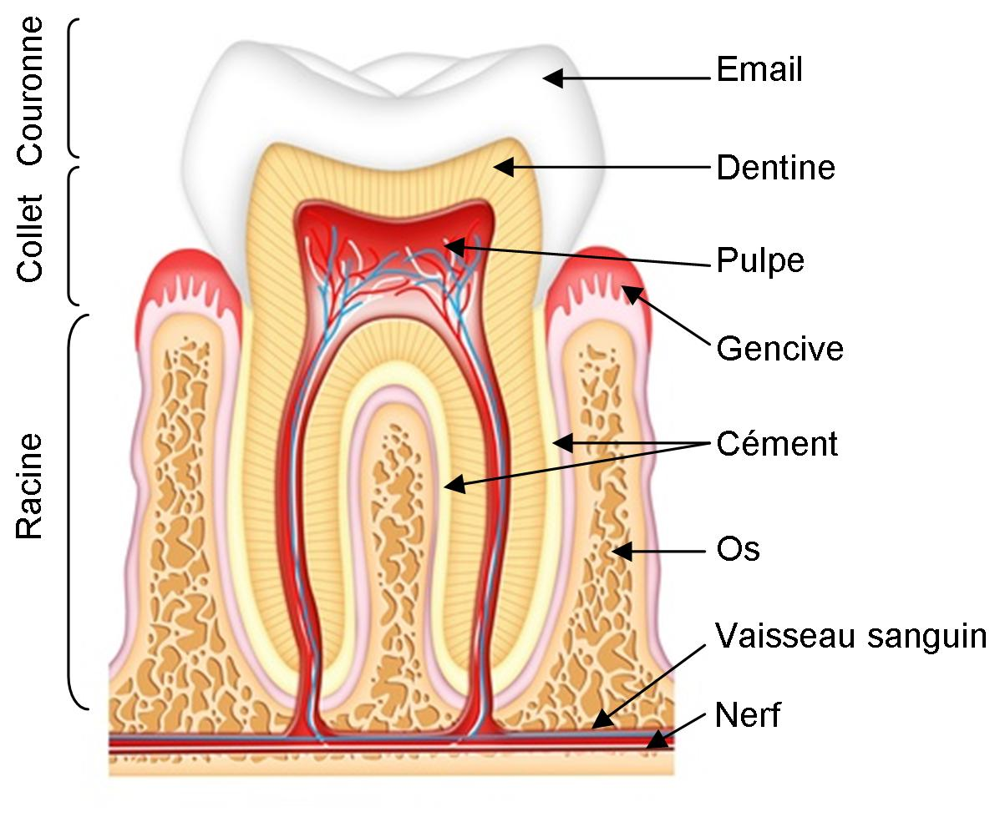 Couronne
Collet
Racine
Email
Dentine
Pulpe
Gencive
Cément
Os
Vaisseau sanguin
Nerf